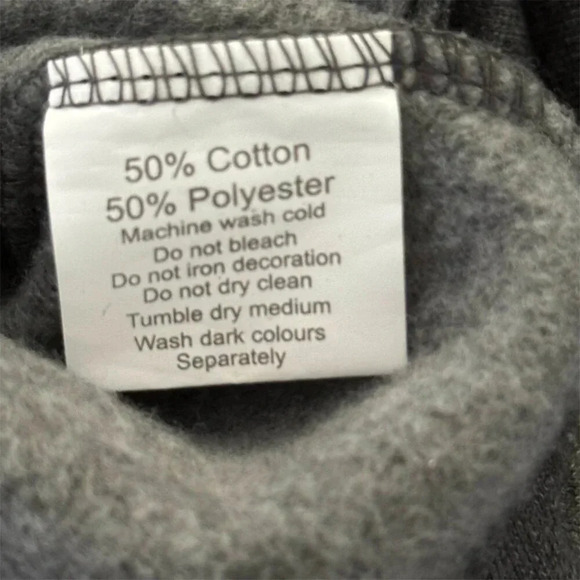 50% Cotton
50% Polyester
Machine wash cold
Do not bleach
Do not iron decoration
Do not dry clean
Tumble dry medium
Wash dark colours
Separately